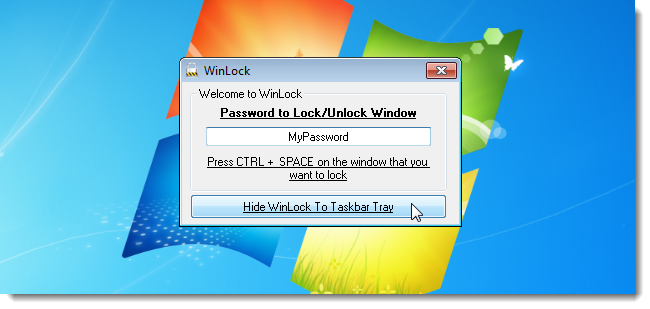 WinLock
Welcome to WinLock
Password to Lock/Unlock Window
MyPassword
Press CTRL + SPACE on the window that you
want to lock
Hide WinLock To Taskbar Tray